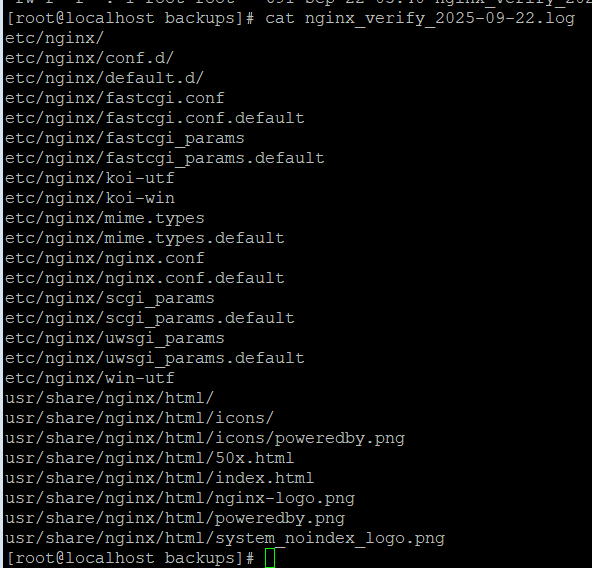 [root@localhost backups]# cat nginx_verify_2025-09-22.log
etc/nginx/
etc/nginx/conf.d/
etc/nginx/default.d/
etc/nginx/fastcgi.conf
etc/nginx/fastcgi.conf.default
etc/nginx/fastcgi_params
etc/nginx/fastcgi_params.default
etc/nginx/koi-utf
etc/nginx/koi-win
etc/nginx/mime.types
etc/nginx/mime.types.default
etc/nginx/nginx.conf
etc/nginx/nginx.conf.default
etc/nginx/scgi_params
etc/nginx/scgi_params.default
etc/nginx/uwsgi_params
etc/nginx/uwsgi_params.default
etc/nginx/win-utf
usr/share/nginx/html/
usr/share/nginx/html/icons/
usr/share/nginx/html/icons/poweredby.png
usr/share/nginx/html/50x.html
usr/share/nginx/html/index.html
usr/share/nginx/html/nginx-logo.png
usr/share/nginx/html/poweredby.png
usr/share/nginx/html/system_noindex_logo.png
[root@localhost backups]#